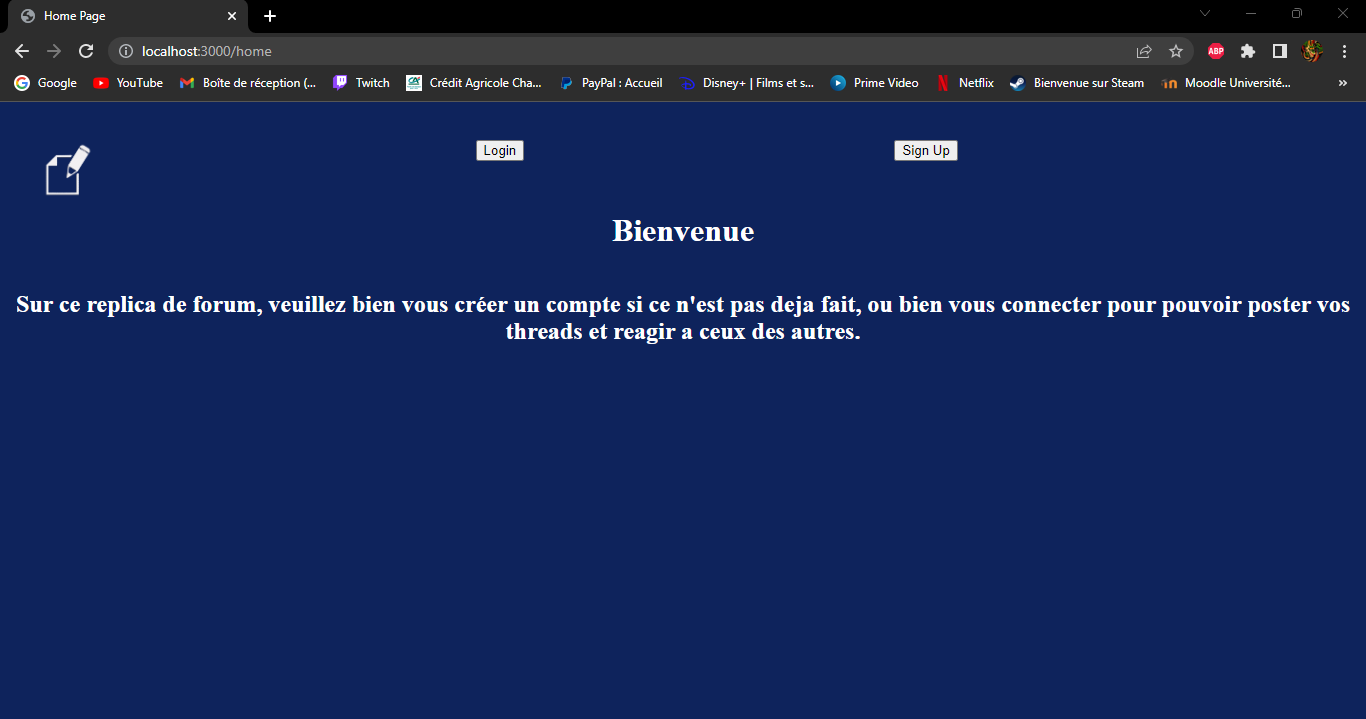 Home Page
localhost:3000/home
ABP
Google YouTube Boîte de réception (... Twitch Crédit Agricole Cha... PayPal : Accueil Disney+ | Films et s... Prime Video Netflix Bienvenue sur Steam Moodle Université... »
Login Sign Up
Bienvenue
Sur ce replica de forum, veuillez bien vous créer un compte si ce n'est pas deja fait, ou bien vous connecter pour pouvoir poster vos
threads et reagir a ceux des autres.